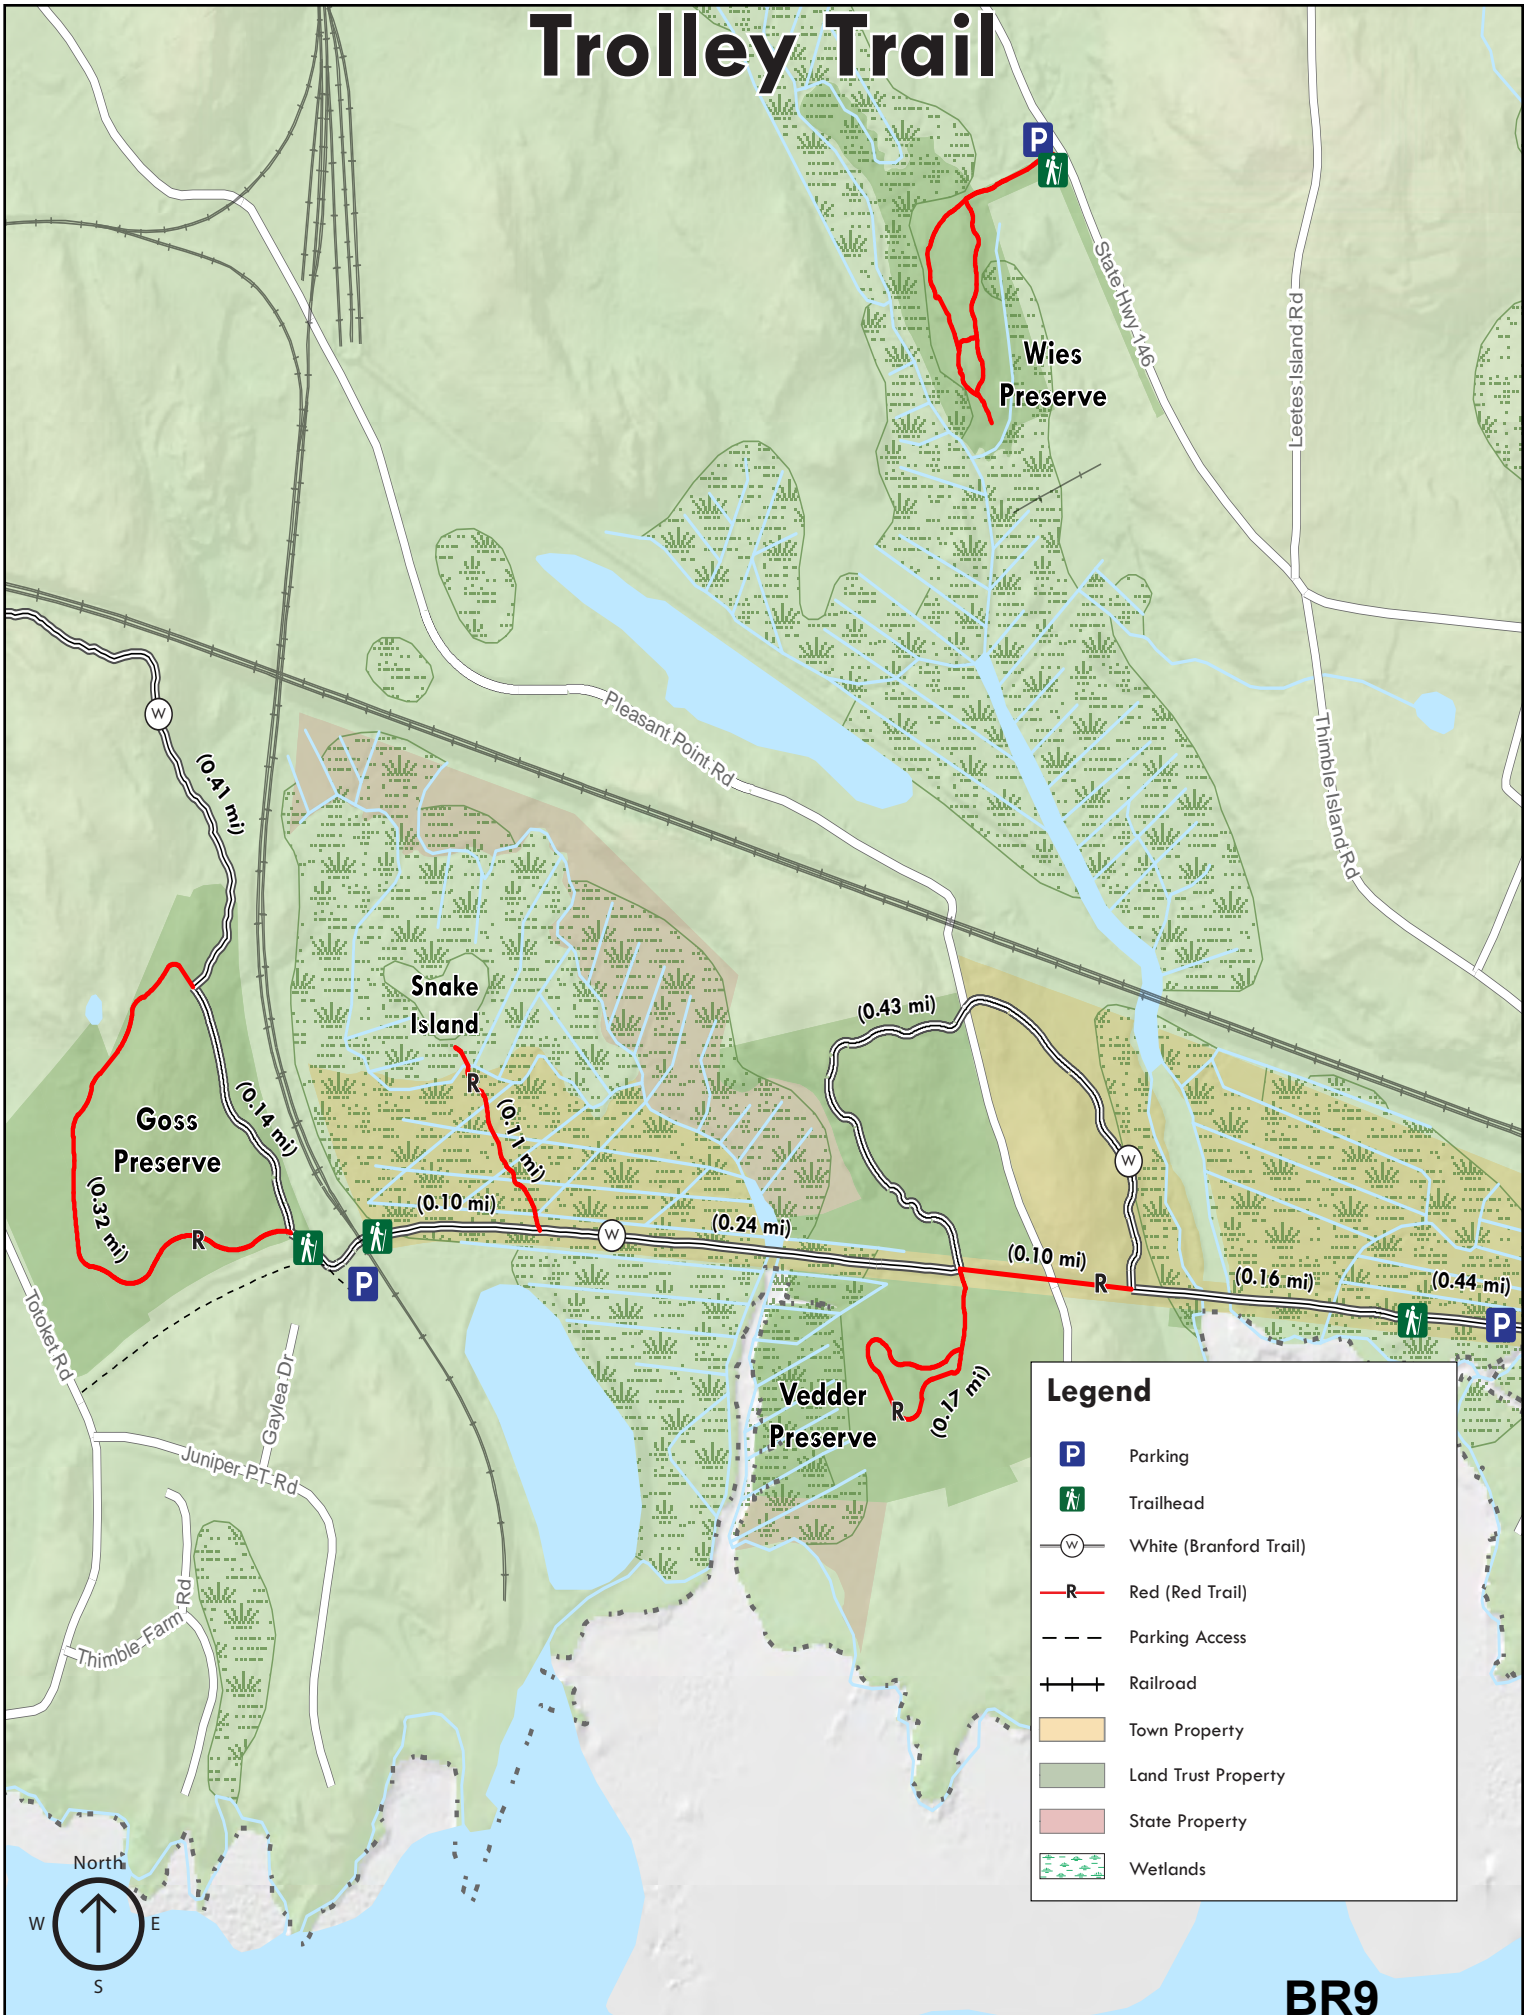 Trolley Trail
P
State Hwy 146
Leetes Island Rd
Wies
Preserve
W
(0.41 mi)
Pleasant Point Rd
Thimble Island Rd
Snake
Island
(0.43 mi)
R
(0.11 mi)
Goss
Preserve
(0.14 mi)
(0.32 mi)
R
W
(0.10 mi)
W
(0.24 mi)
(0.10 mi)
R
(0.16 mi)
(0.44 mi)
P
P
Totoket Rd
Gaylea Dr
Juniper PT Rd
Vedder
Preserve
R
(0.17 mi)
Thimble Farm Rd
Legend
P Parking
Trailhead
W White (Branford Trail)
R Red (Red Trail)
Parking Access
Railroad
Town Property
Land Trust Property
State Property
Wetlands
North
W E
S
BR9